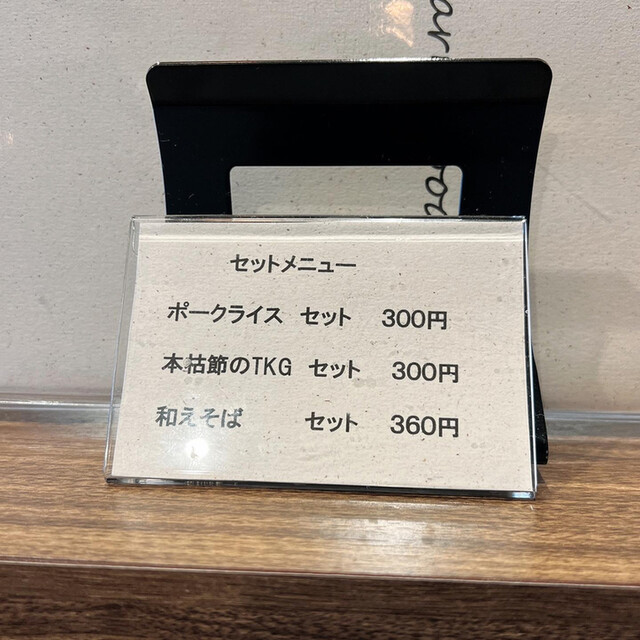 セットメニュー
ポークライス セット 300円
本枯節のTKG セット 300円
和えそば セット 360円